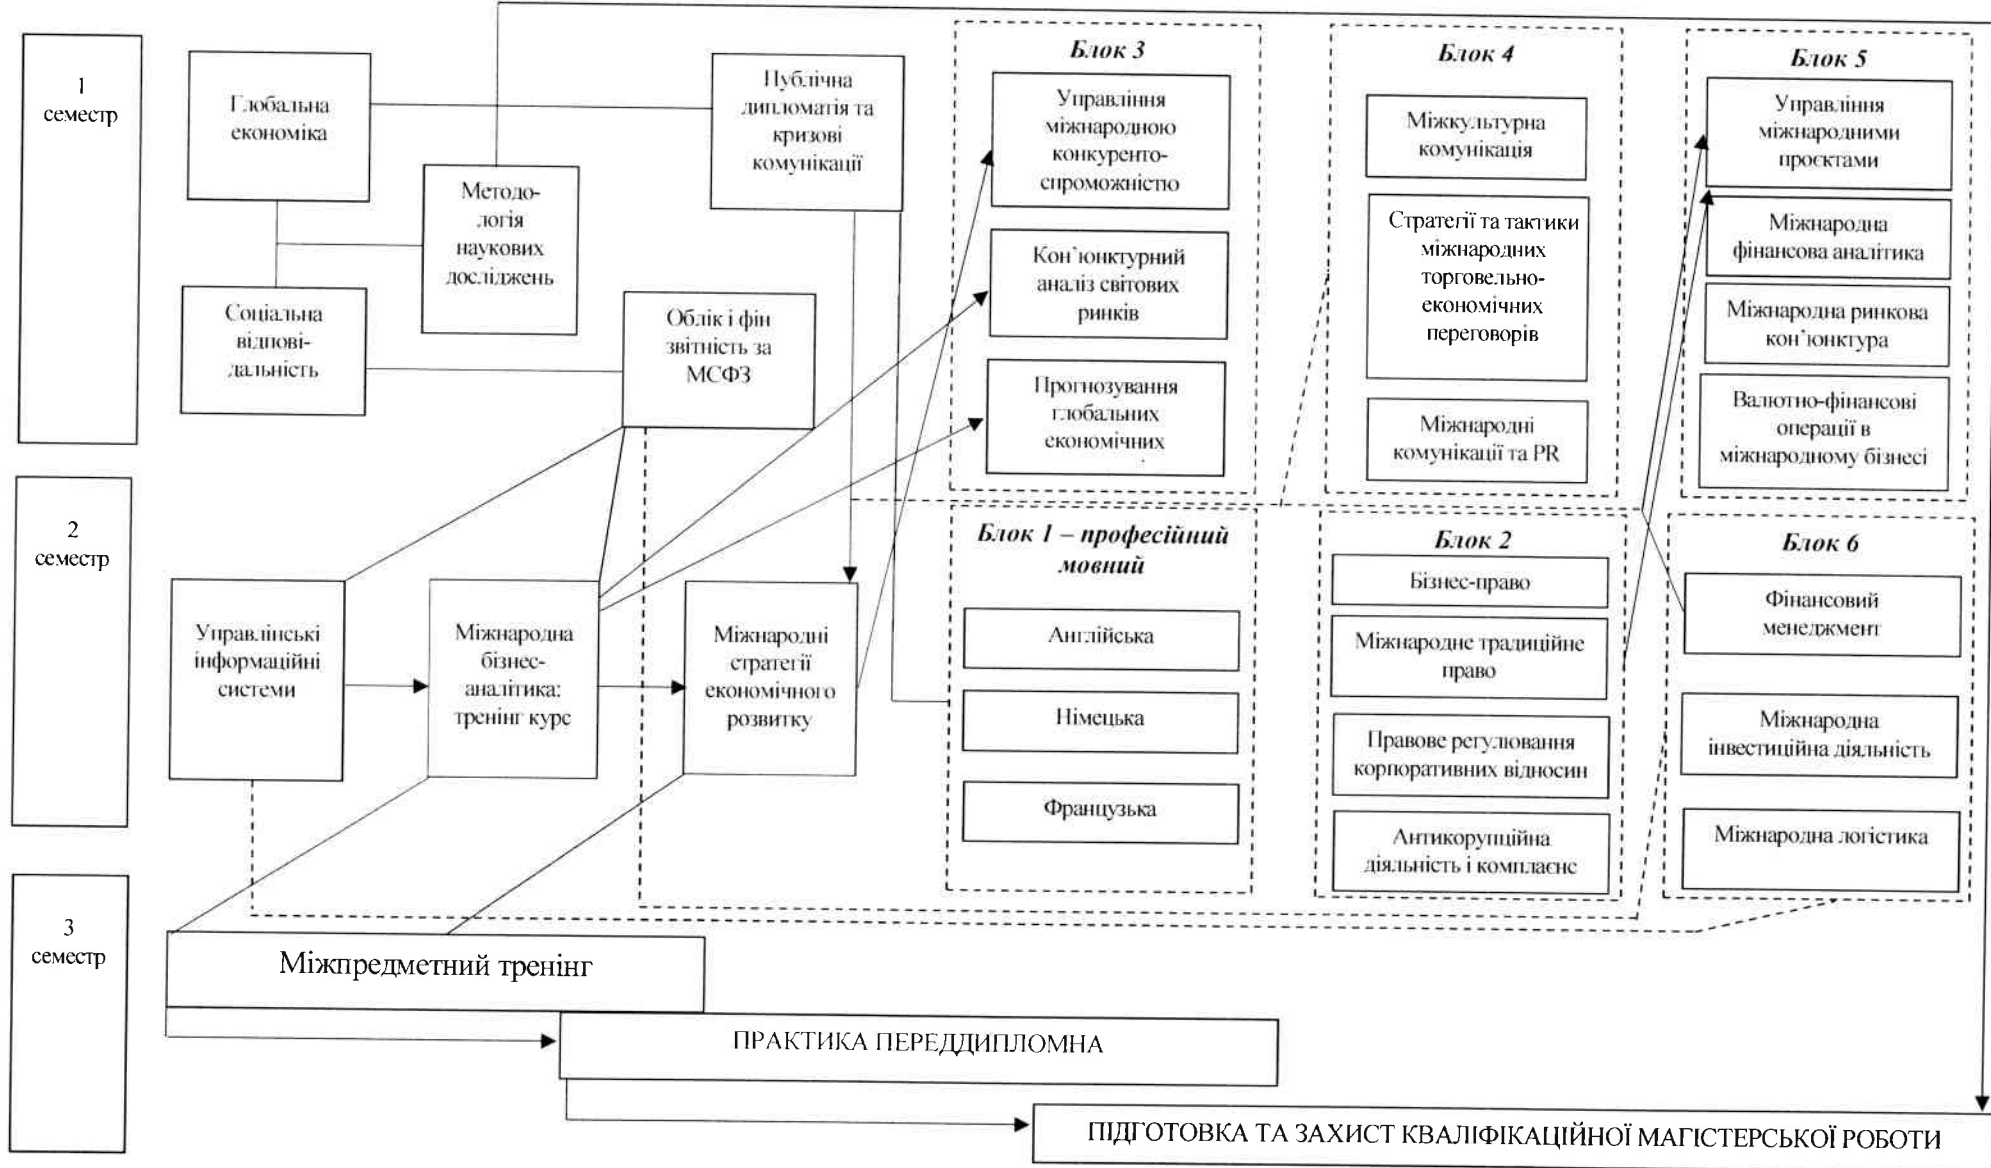 1
семестр
Глобальна
економіка
Публічна
дипломатія та
кризові
комунікації
Методо-
логія
наукових
досліджень
Соціальна
відпові-
дальність
Облік і фін
звітність за
МСФЗ
Блок 3
Управління
міжнародною
конкуренто-
спроможністю
Кон'юнктурний
аналіз світових
ринків
Прогнозування
глобальних
економічних
Блок 4
Міжкультурна
комунікація
Стратегії та тактики
міжнародних
торговельно-
економічних
переговорів
Міжнародні
комунікації та PR
Блок 5
Управління
міжнародними
проєктами
Міжнародна
фінансова аналітика
Міжнародна ринкова
кон'юнктура
Валютно-фінансові
операції в
міжнародному бізнесі
2
семестр
Управлінські
інформаційні
системи
Міжнародна
бізнес-
аналітика:
тренінг курс
Міжнародні
стратегії
економічного
розвитку
Блок 1 – професійний
мовний
Англійська
Німецька
Французька
Блок 2
Бізнес-право
Міжнародне традиційне
право
Правове регулювання
корпоративних відносин
Антикорупційна
діяльність і комплаєнс
Блок 6
Фінансовий
менеджмент
Міжнародна
інвестиційна діяльність
Міжнародна логістика
3
семестр
Міжпредметний тренінг
ПРАКТИКА ПЕРЕДДИПЛОМНА
ПІДГОТОВКА ТА ЗАХИСТ КВАЛІФІКАЦІЙНОЇ МАГІСТЕРСЬКОЇ РОБОТИ